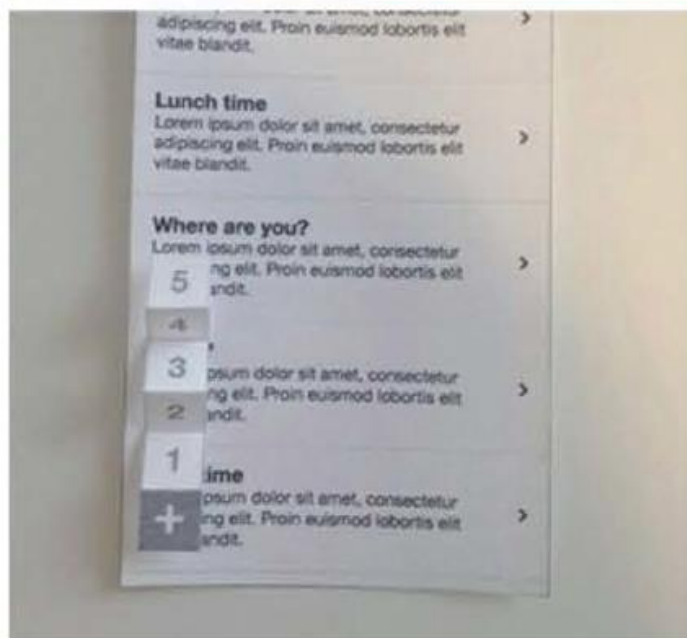 adipiscing elit. Proin euismod lobortis elit
vitae blandit.
Lunch time
Lorem ipsum dolor sit amet, consectetur
adipiscing elit. Proin euismod lobortis elit
vitae blandit.
Where are you?
Lorem ipsum dolor sit amet, consectetur
ng elit. Proin euismod lobortis elit
andit.
5
4
3
psum dolor sit amet, consectetur
ng elit. Proin euismod lobortis elit
andit.
2
1
ime
psum dolor sit amet, consectetur
ing elit. Proin euismod lobortis elit
andit.
+